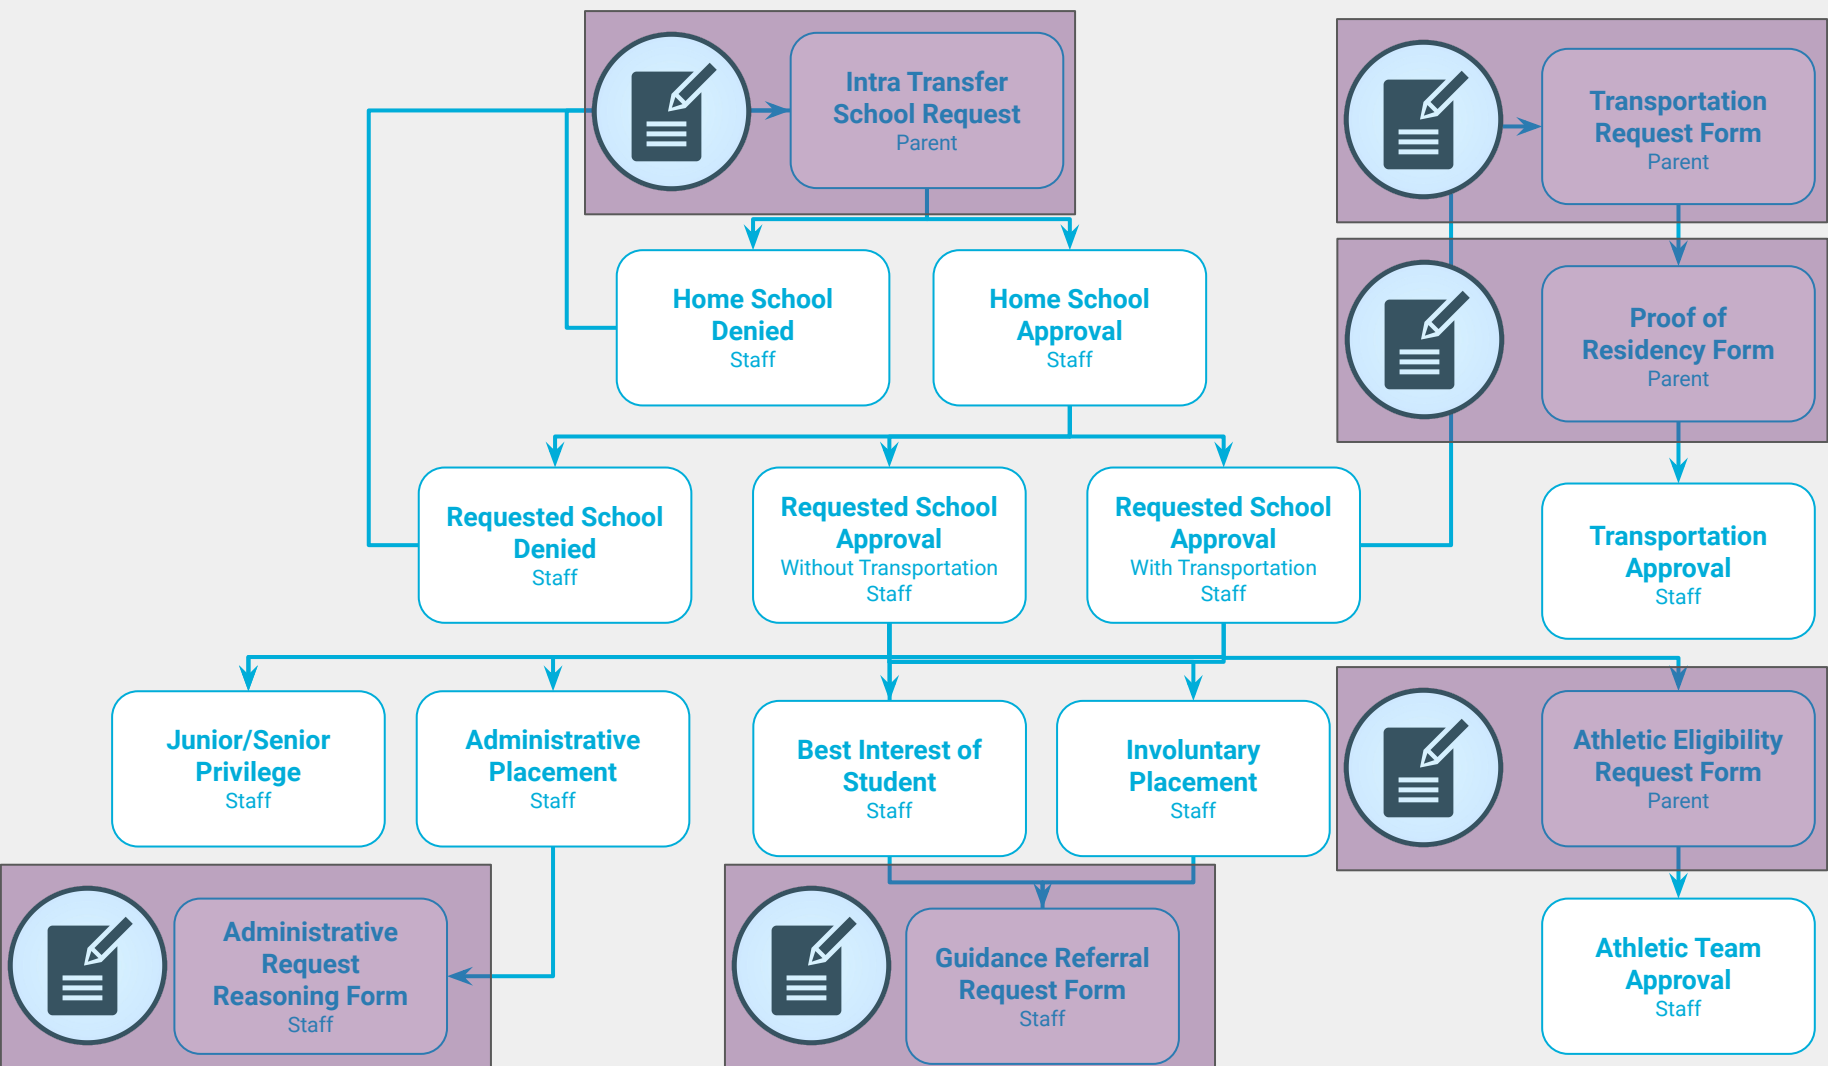 Intra Transfer
School Request
Parent
Transportation
Request Form
Parent
Home School
Denied
Staff
Home School
Approval
Staff
Proof of
Residency Form
Parent
Requested School
Denied
Staff
Requested School
Approval
Without Transportation
Staff
Requested School
Approval
With Transportation
Staff
Transportation
Approval
Staff
Junior/Senior
Privilege
Staff
Administrative
Placement
Staff
Best Interest of
Student
Staff
Involuntary
Placement
Staff
Athletic Eligibility
Request Form
Parent
Administrative
Request
Reasoning Form
Staff
Guidance Referral
Request Form
Staff
Athletic Team
Approval
Staff